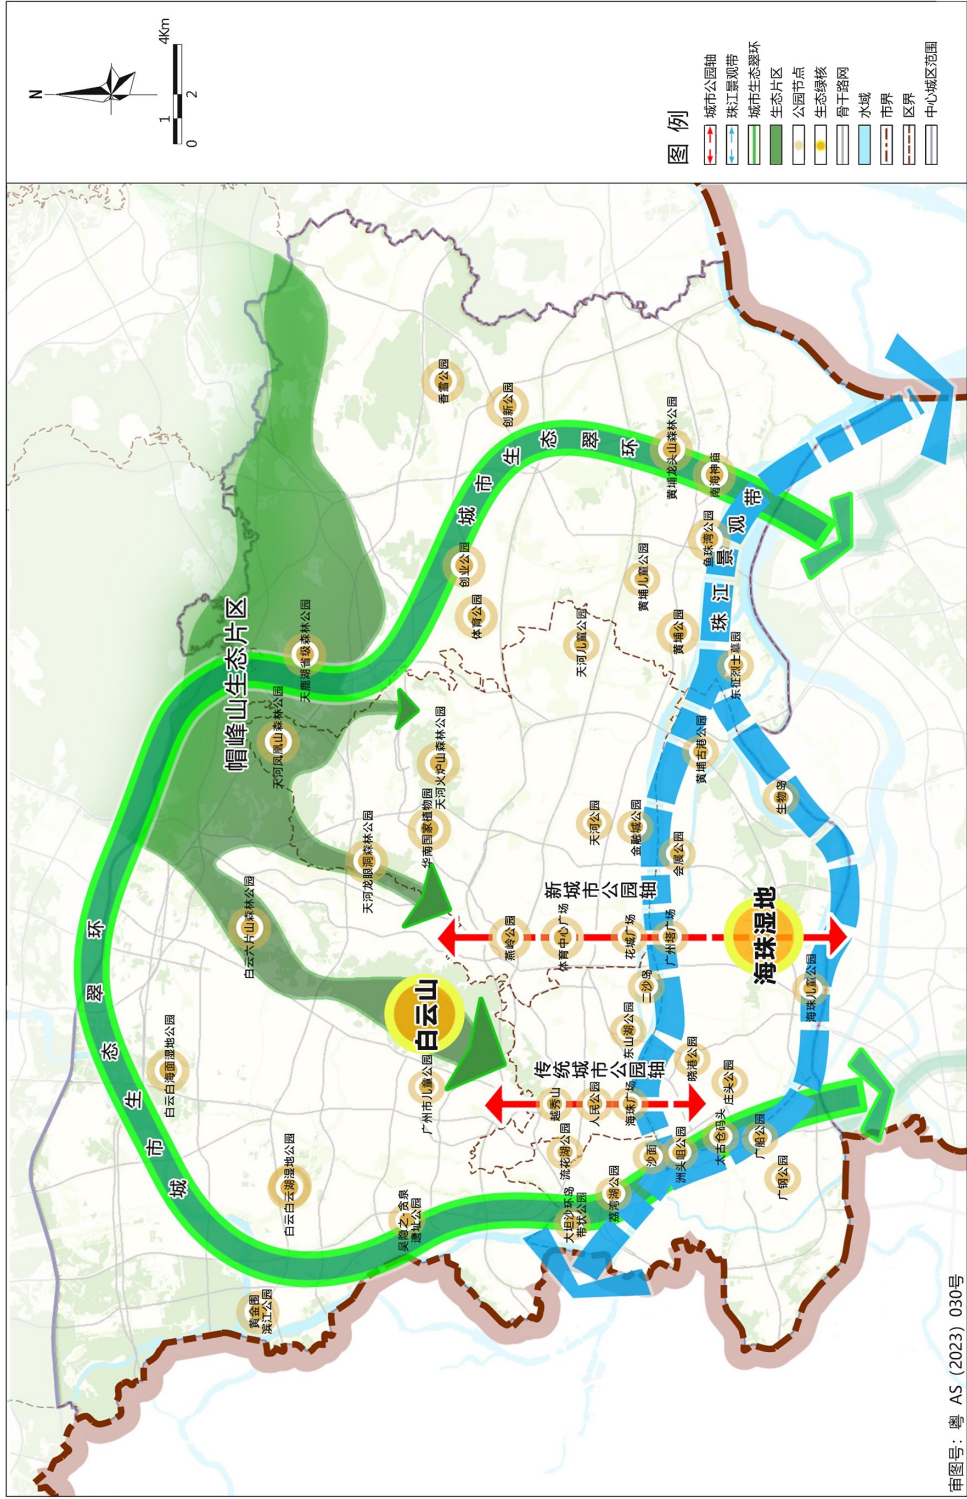 N
0
1
2
4Km
图 例
城市公园轴
珠江景观带
城市生态翠环
生态片区
公园节点
生态绿核
骨干路网
水域
市界
区界
中心城区范围
帽峰山生态片区
城市生态翠环
城市生态翠环
珠江景观带
新城市公园轴
传统城市公园轴
白云山
海珠湿地
黄金围
滨江公园
白云白云湖湿地公园
白云白海面湿地公园
白云六片山森林公园
天河凤凰山森林公园
天鹿湖省级森林公园
天河龙眼洞森林公园
吴隐之·贪泉
遗址公园
广州市儿童公园
华南国家植物园
天河火炉山森林公园
体育公园
创业公园
创新公园
香雪公园
燕岭公园
体育中心广场
花城广场
广州塔广场
天河公园
金融城公园
会展公园
天河儿童公园
黄埔儿童公园
黄埔公园
鱼珠湾公园
南海神庙
黄埔龙头山森林公园
东征烈士墓园
黄埔古港公园
生物岛
越秀山
人民公园
海珠广场
流花湖公园
东山湖公园
二沙岛
晓港公园
庄头公园
海珠儿童公园
大坦沙环岛
带状公园
荔湾湖公园
沙面
洲头咀公园
太古仓码头
广船公园
广钢公园
审图号：粤 AS (2023) 030号